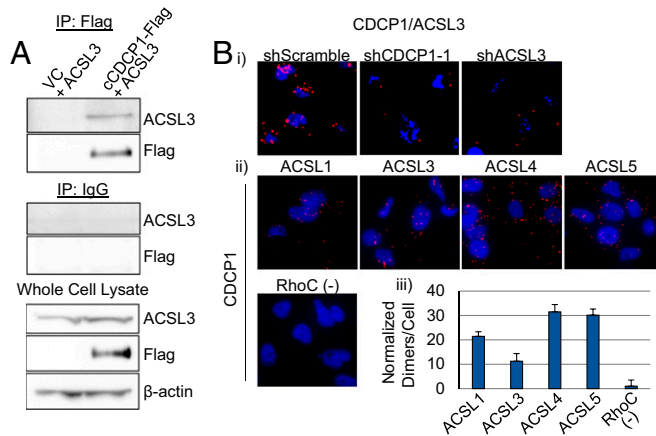 A
IP: Flag
VC + ACSL3
cCDCP1-Flag + ACSL3
ACSL3
Flag
IP: IgG
ACSL3
Flag
Whole Cell Lysate
ACSL3
Flag
β-actin
B
CDCP1/ACSL3
i)
shScramble shCDCP1-1 shACSL3
ii)
ACSL1 ACSL3 ACSL4 ACSL5
CDCP1
RhoC (-)
iii)
Normalized
Dimers/Cell
40
30
20
10
0
ACSL1
ACSL3
ACSL4
ACSL5
RhoC (-)